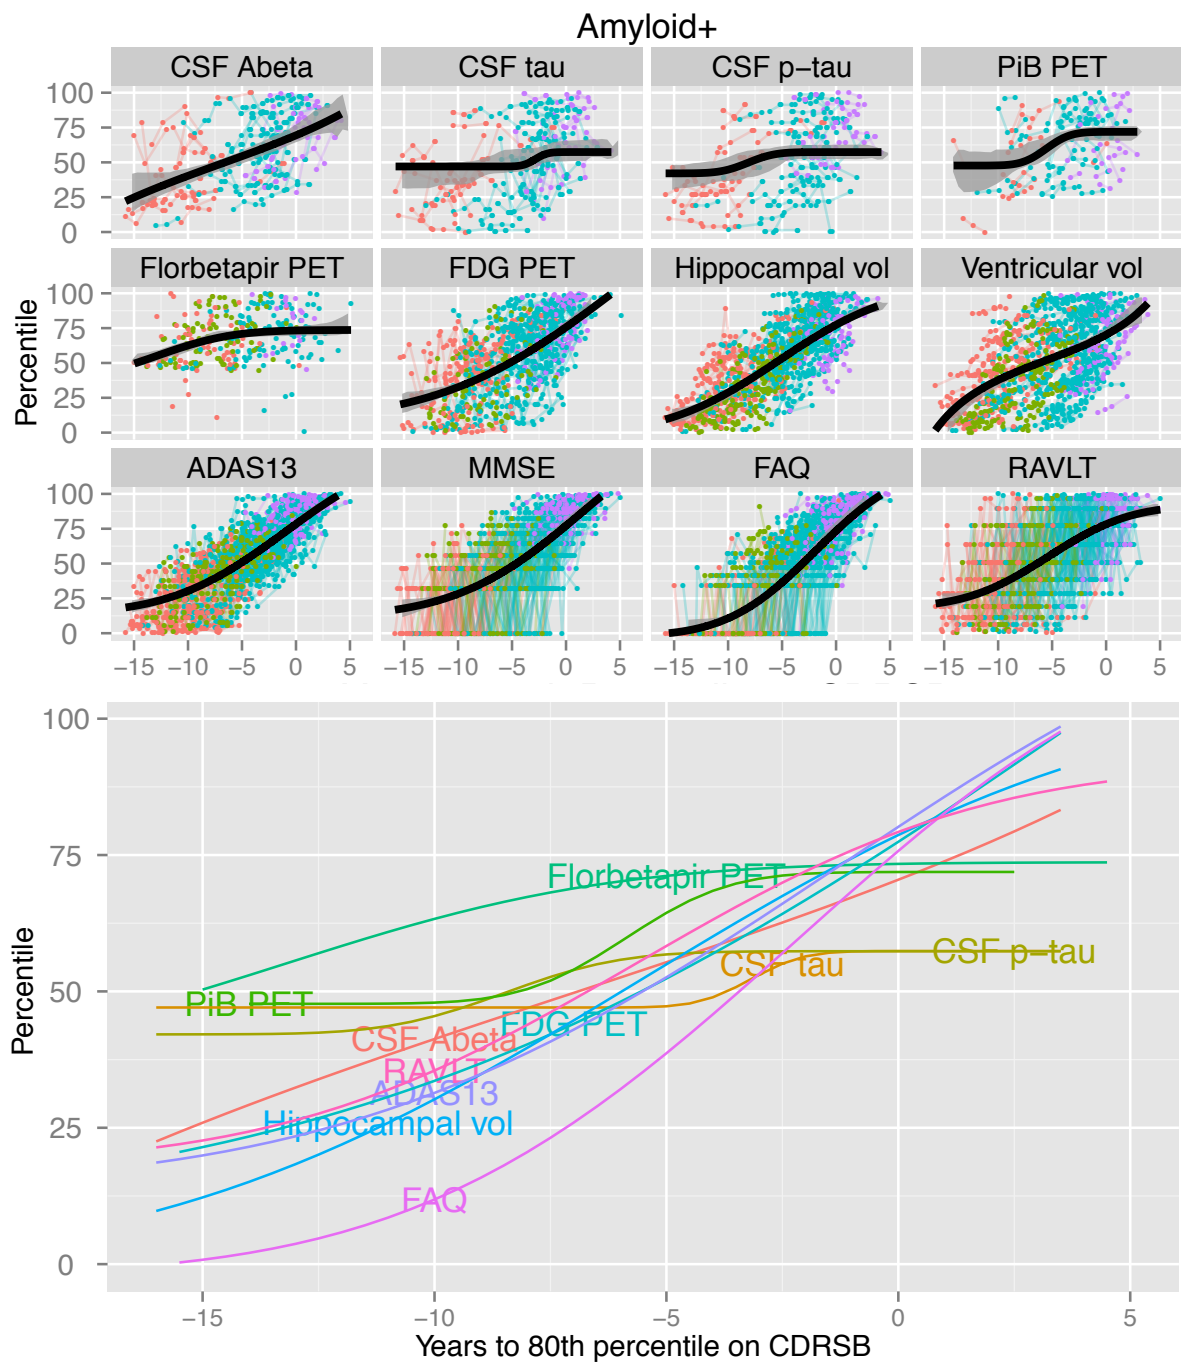 Amyloid+
CSF Abeta CSF tau CSF p−tau PiB PET
100
75
50
25
0
Florbetapir PET FDG PET Hippocampal vol Ventricular vol
100
75
50
25
0
Percentile
ADAS13 MMSE FAQ RAVLT
100
75
50
25
0
−15 −10 −5 0 5 −15 −10 −5 0 5 −15 −10 −5 0 5 −15 −10 −5 0 5
100
75
50
25
0
Percentile
Florbetapir PET
CSF p−tau
CSF tau
PiB PET
FDG PET
CSF Abeta
RAVLT
ADAS13
Hippocampal vol
FAQ
−15 −10 −5 0 5
Years to 80th percentile on CDRSB